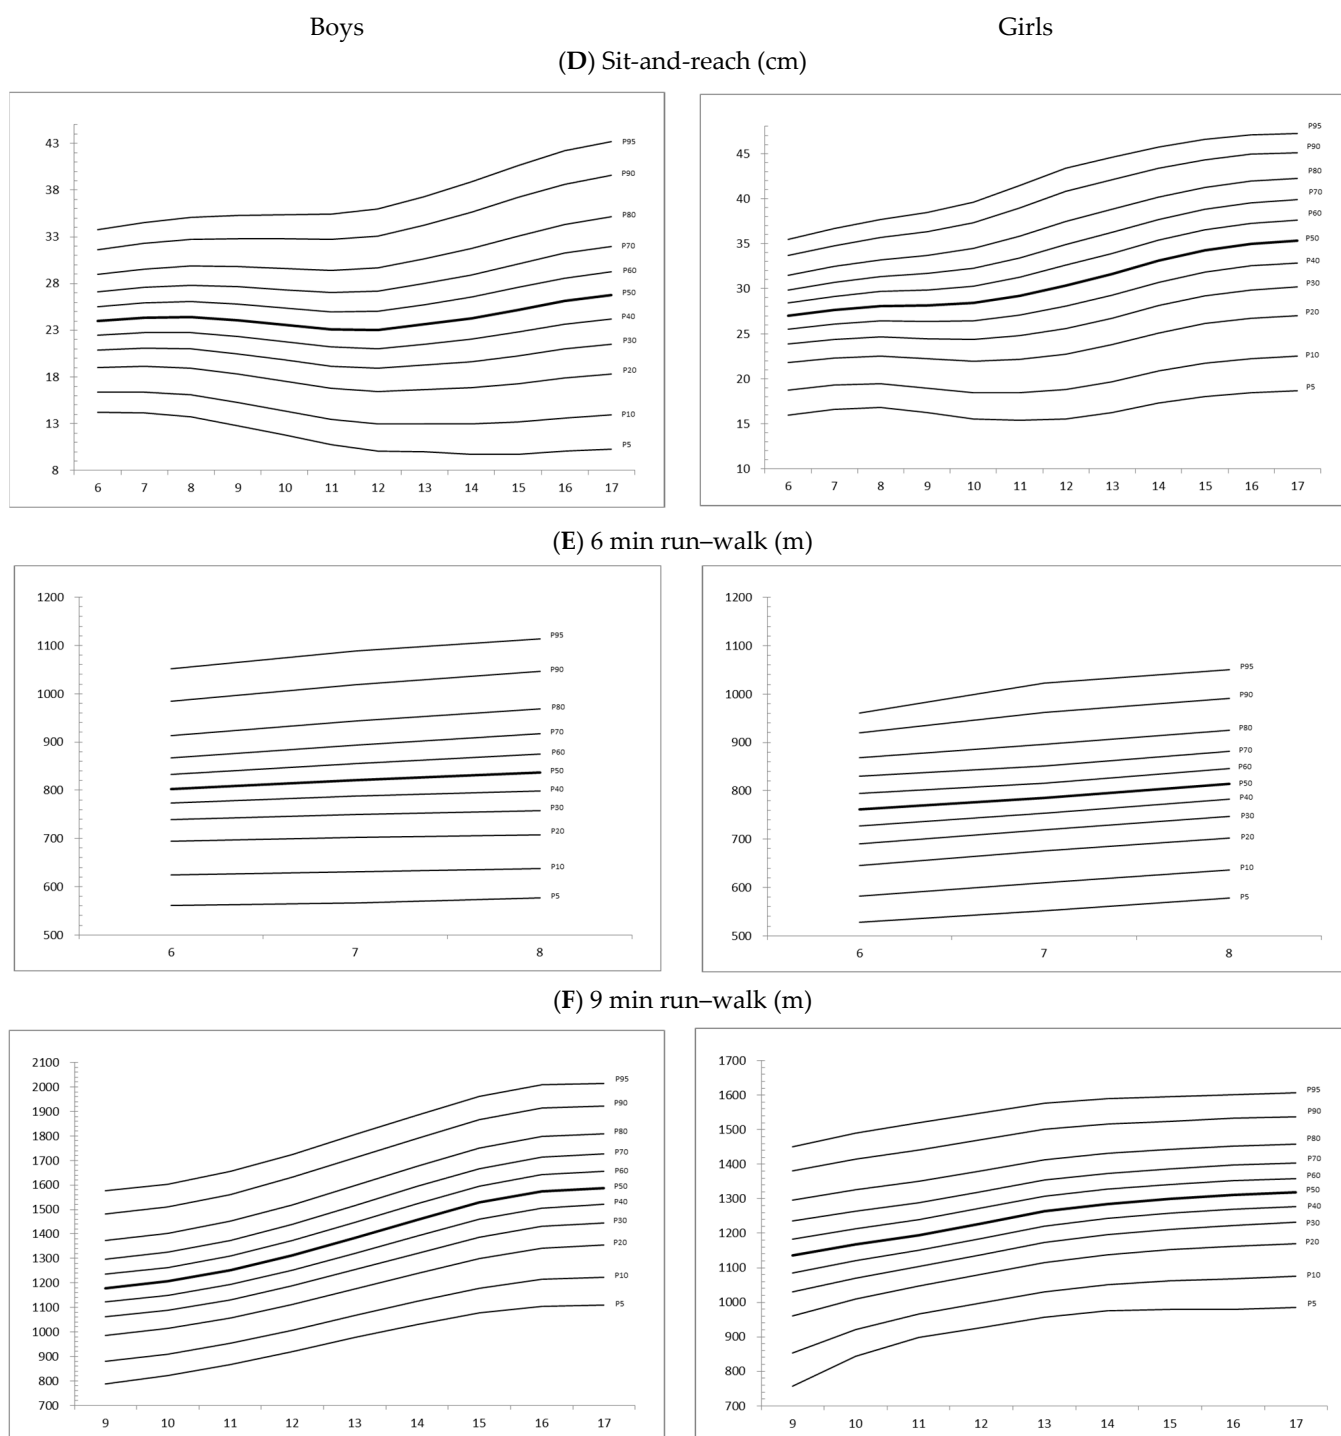 Boys Girls
(D) Sit-and-reach (cm)
43
38
33
28
23
18
13
8
P95
P90
P80
P70
P60
P50
P40
P30
P20
P10
P5
6 7 8 9 10 11 12 13 14 15 16 17
45
40
35
30
25
20
15
10
P95
P90
P80
P70
P60
P50
P40
P30
P20
P10
P5
6 7 8 9 10 11 12 13 14 15 16 17
(E) 6 min run–walk (m)
1200
1100
1000
900
800
700
600
500
P95
P90
P80
P70
P60
P50
P40
P30
P20
P10
P5
6 7 8
1200
1100
1000
900
800
700
600
500
P95
P90
P80
P70
P60
P50
P40
P30
P20
P10
P5
6 7 8
(F) 9 min run–walk (m)
2100
2000
1900
1800
1700
1600
1500
1400
1300
1200
1100
1000
900
800
700
P95
P90
P80
P70
P60
P50
P40
P30
P20
P10
P5
9 10 11 12 13 14 15 16 17
1700
1600
1500
1400
1300
1200
1100
1000
900
800
700
P95
P90
P80
P70
P60
P50
P40
P30
P20
P10
P5
9 10 11 12 13 14 15 16 17